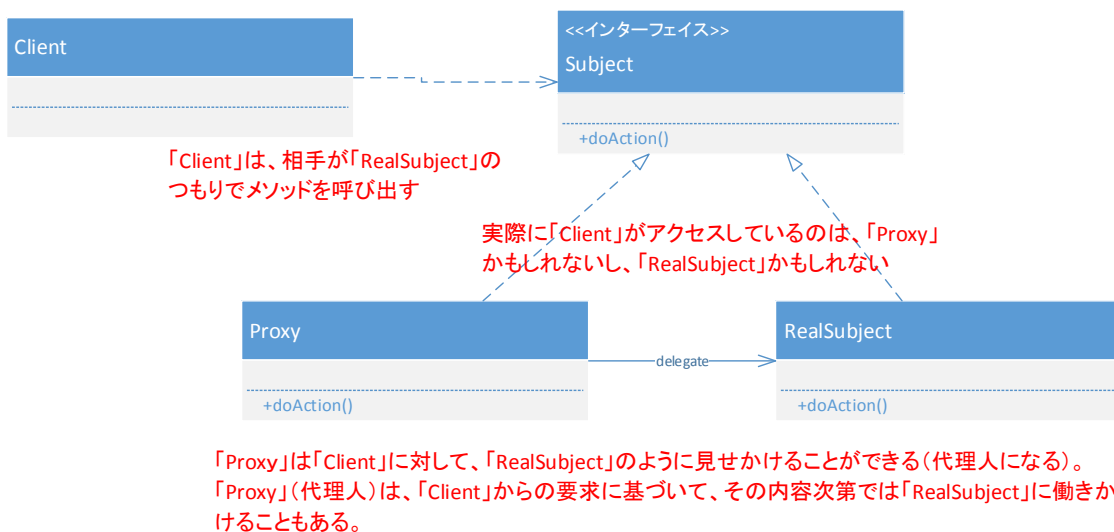 Client
<<インターフェイス>>
Subject
+doAction()
「Client」は、相手が「RealSubject」の
つもりでメソッドを呼び出す
実際に「Client」がアクセスしているのは、「Proxy」
かもしれないし、「RealSubject」かもしれない
Proxy
RealSubject
delegate
+doAction()
+doAction()
「Proxy」は「Client」に対して、「RealSubject」のように見せかけることができる（代理人になる）。
「Proxy」（代理人）は、「Client」からの要求に基づいて、その内容次第では「RealSubject」に働きか
けることもある。